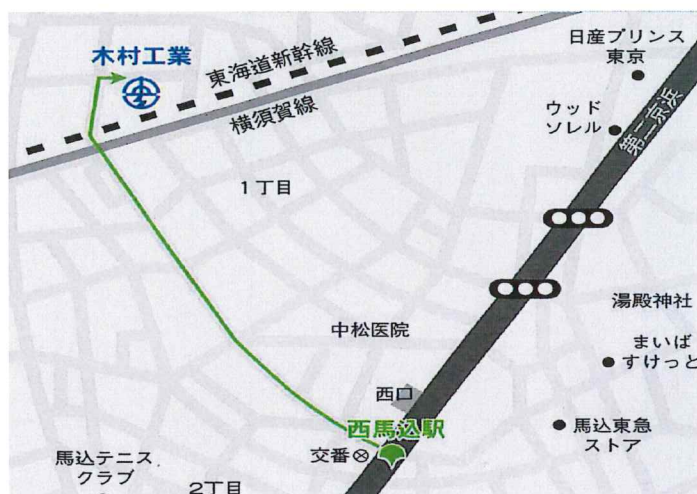 木村工業
東海道新幹線
横須賀線
日産プリンス
東京
ウッド
ソレル
第二京浜
1丁目
湯殿神社
中松医院
まいば
すけっと
西口
西馬込駅
馬込東急
ストア
交番
馬込テニス
クラブ
2丁目